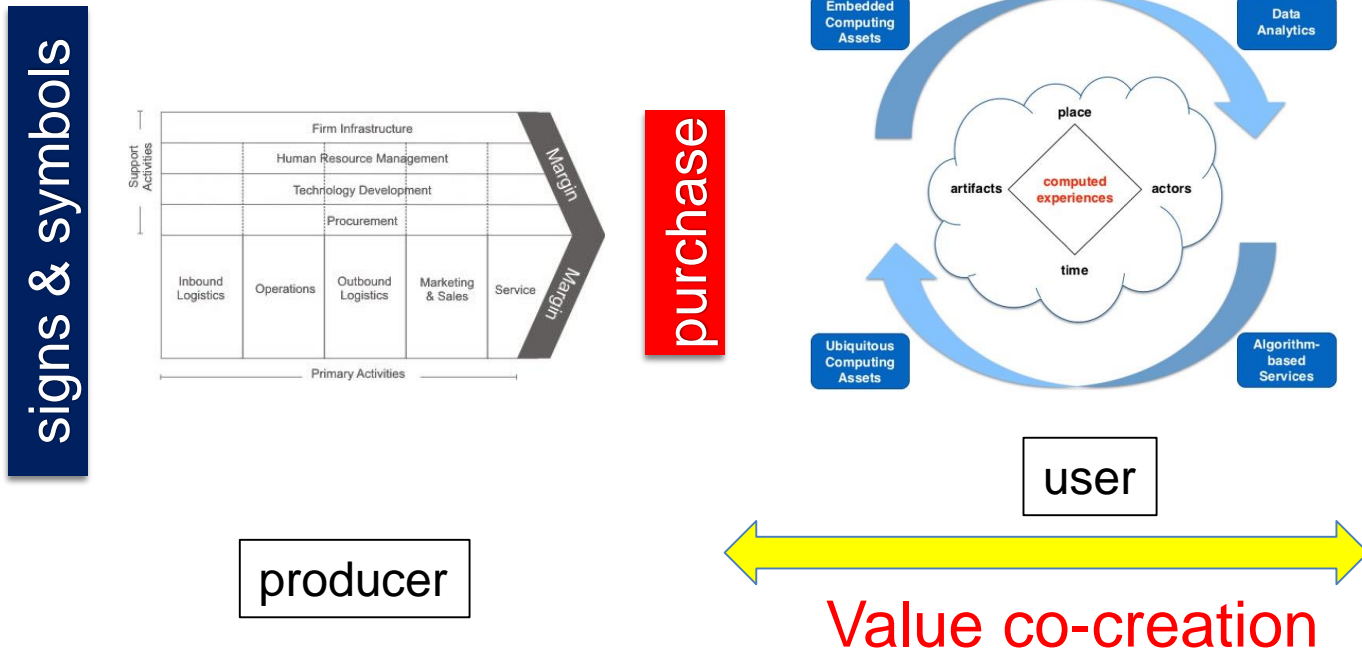 signs & symbols
Support
Activities
Firm Infrastructure
Human Resource Management
Technology Development
Procurement
Inbound
Logistics
Operations
Outbound
Logistics
Marketing
& Sales
Service
Margin
Margin
Primary Activities
producer
purchase
Embedded
Computing
Assets
Data
Analytics
place
artifacts
computed
experiences
actors
time
Ubiquitous
Computing
Assets
Algorithm-
based
Services
user
Value co-creation